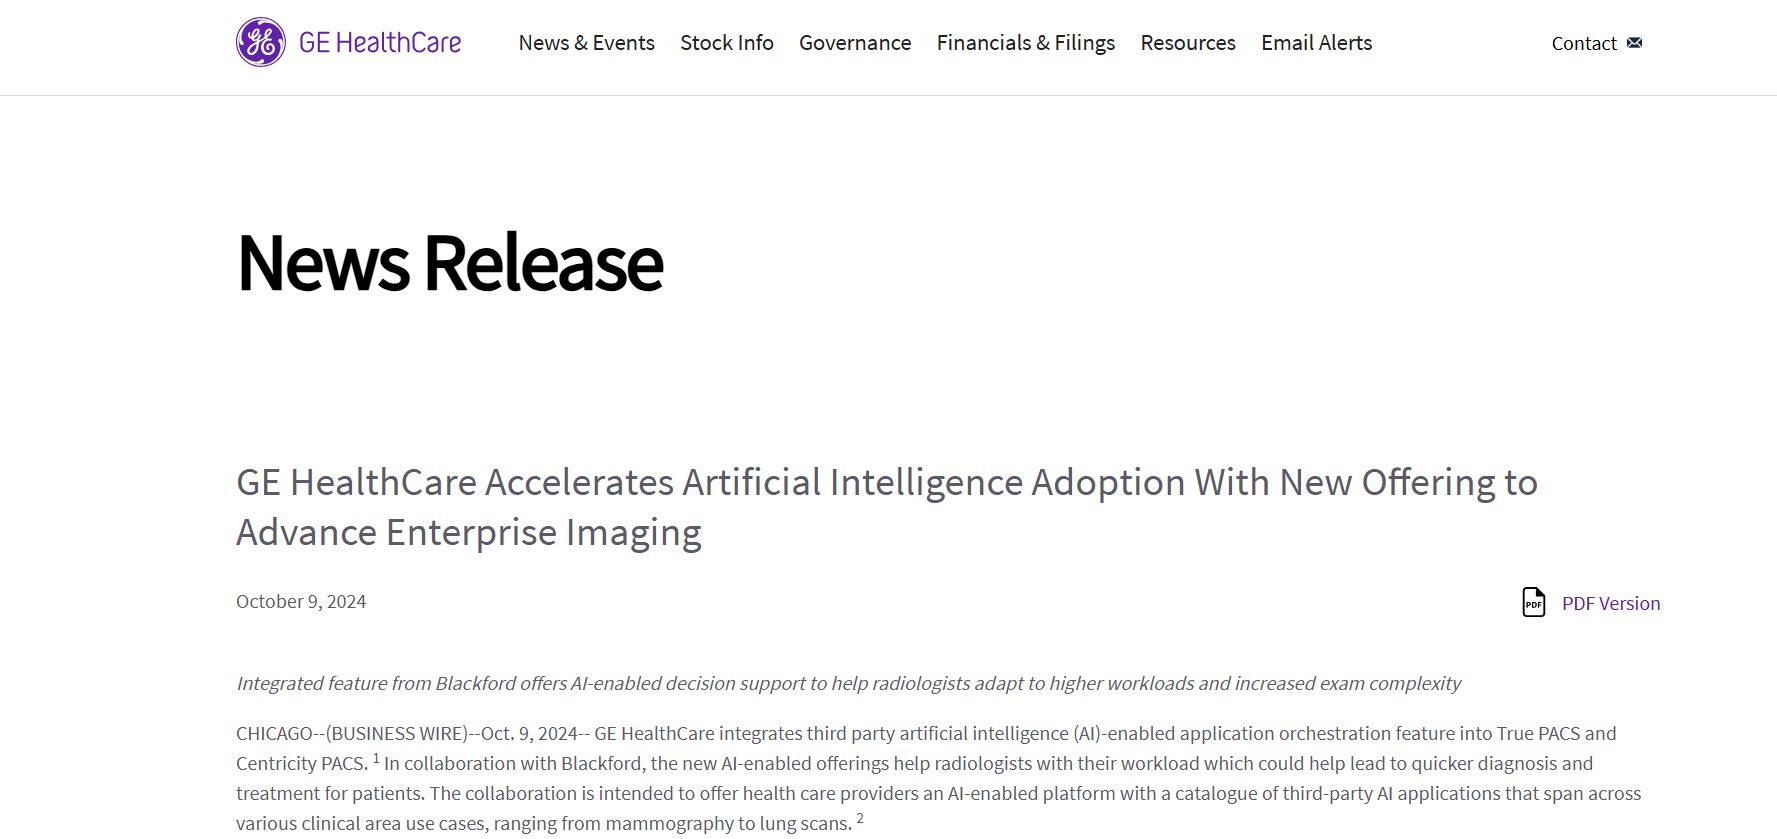 GE HealthCare
News & Events Stock Info Governance Financials & Filings Resources Email Alerts Contact
News Release
GE HealthCare Accelerates Artificial Intelligence Adoption With New Offering to
Advance Enterprise Imaging
October 9, 2024
PDF PDF Version
Integrated feature from Blackford offers AI-enabled decision support to help radiologists adapt to higher workloads and increased exam complexity
CHICAGO--(BUSINESS WIRE)--Oct. 9, 2024-- GE HealthCare integrates third party artificial intelligence (AI)-enabled application orchestration feature into True PACS and
Centricity PACS. 1 In collaboration with Blackford, the new AI-enabled offerings help radiologists with their workload which could help lead to quicker diagnosis and
treatment for patients. The collaboration is intended to offer health care providers an AI-enabled platform with a catalogue of third-party AI applications that span across
various clinical area use cases, ranging from mammography to lung scans. 2